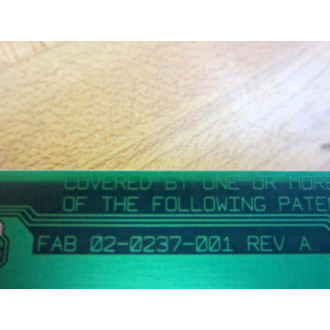 COVERED BY ONE OR MORE
OF THE FOLLOWING PATE
FAB 02-0237-001 REV A